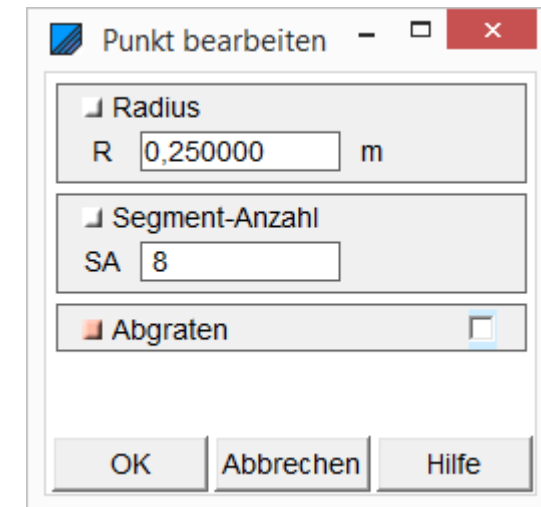 Punkt bearbeiten
Radius
R 0,250000 m
Segment-Anzahl
SA 8
Abgraten
OK Abbrechen Hilfe